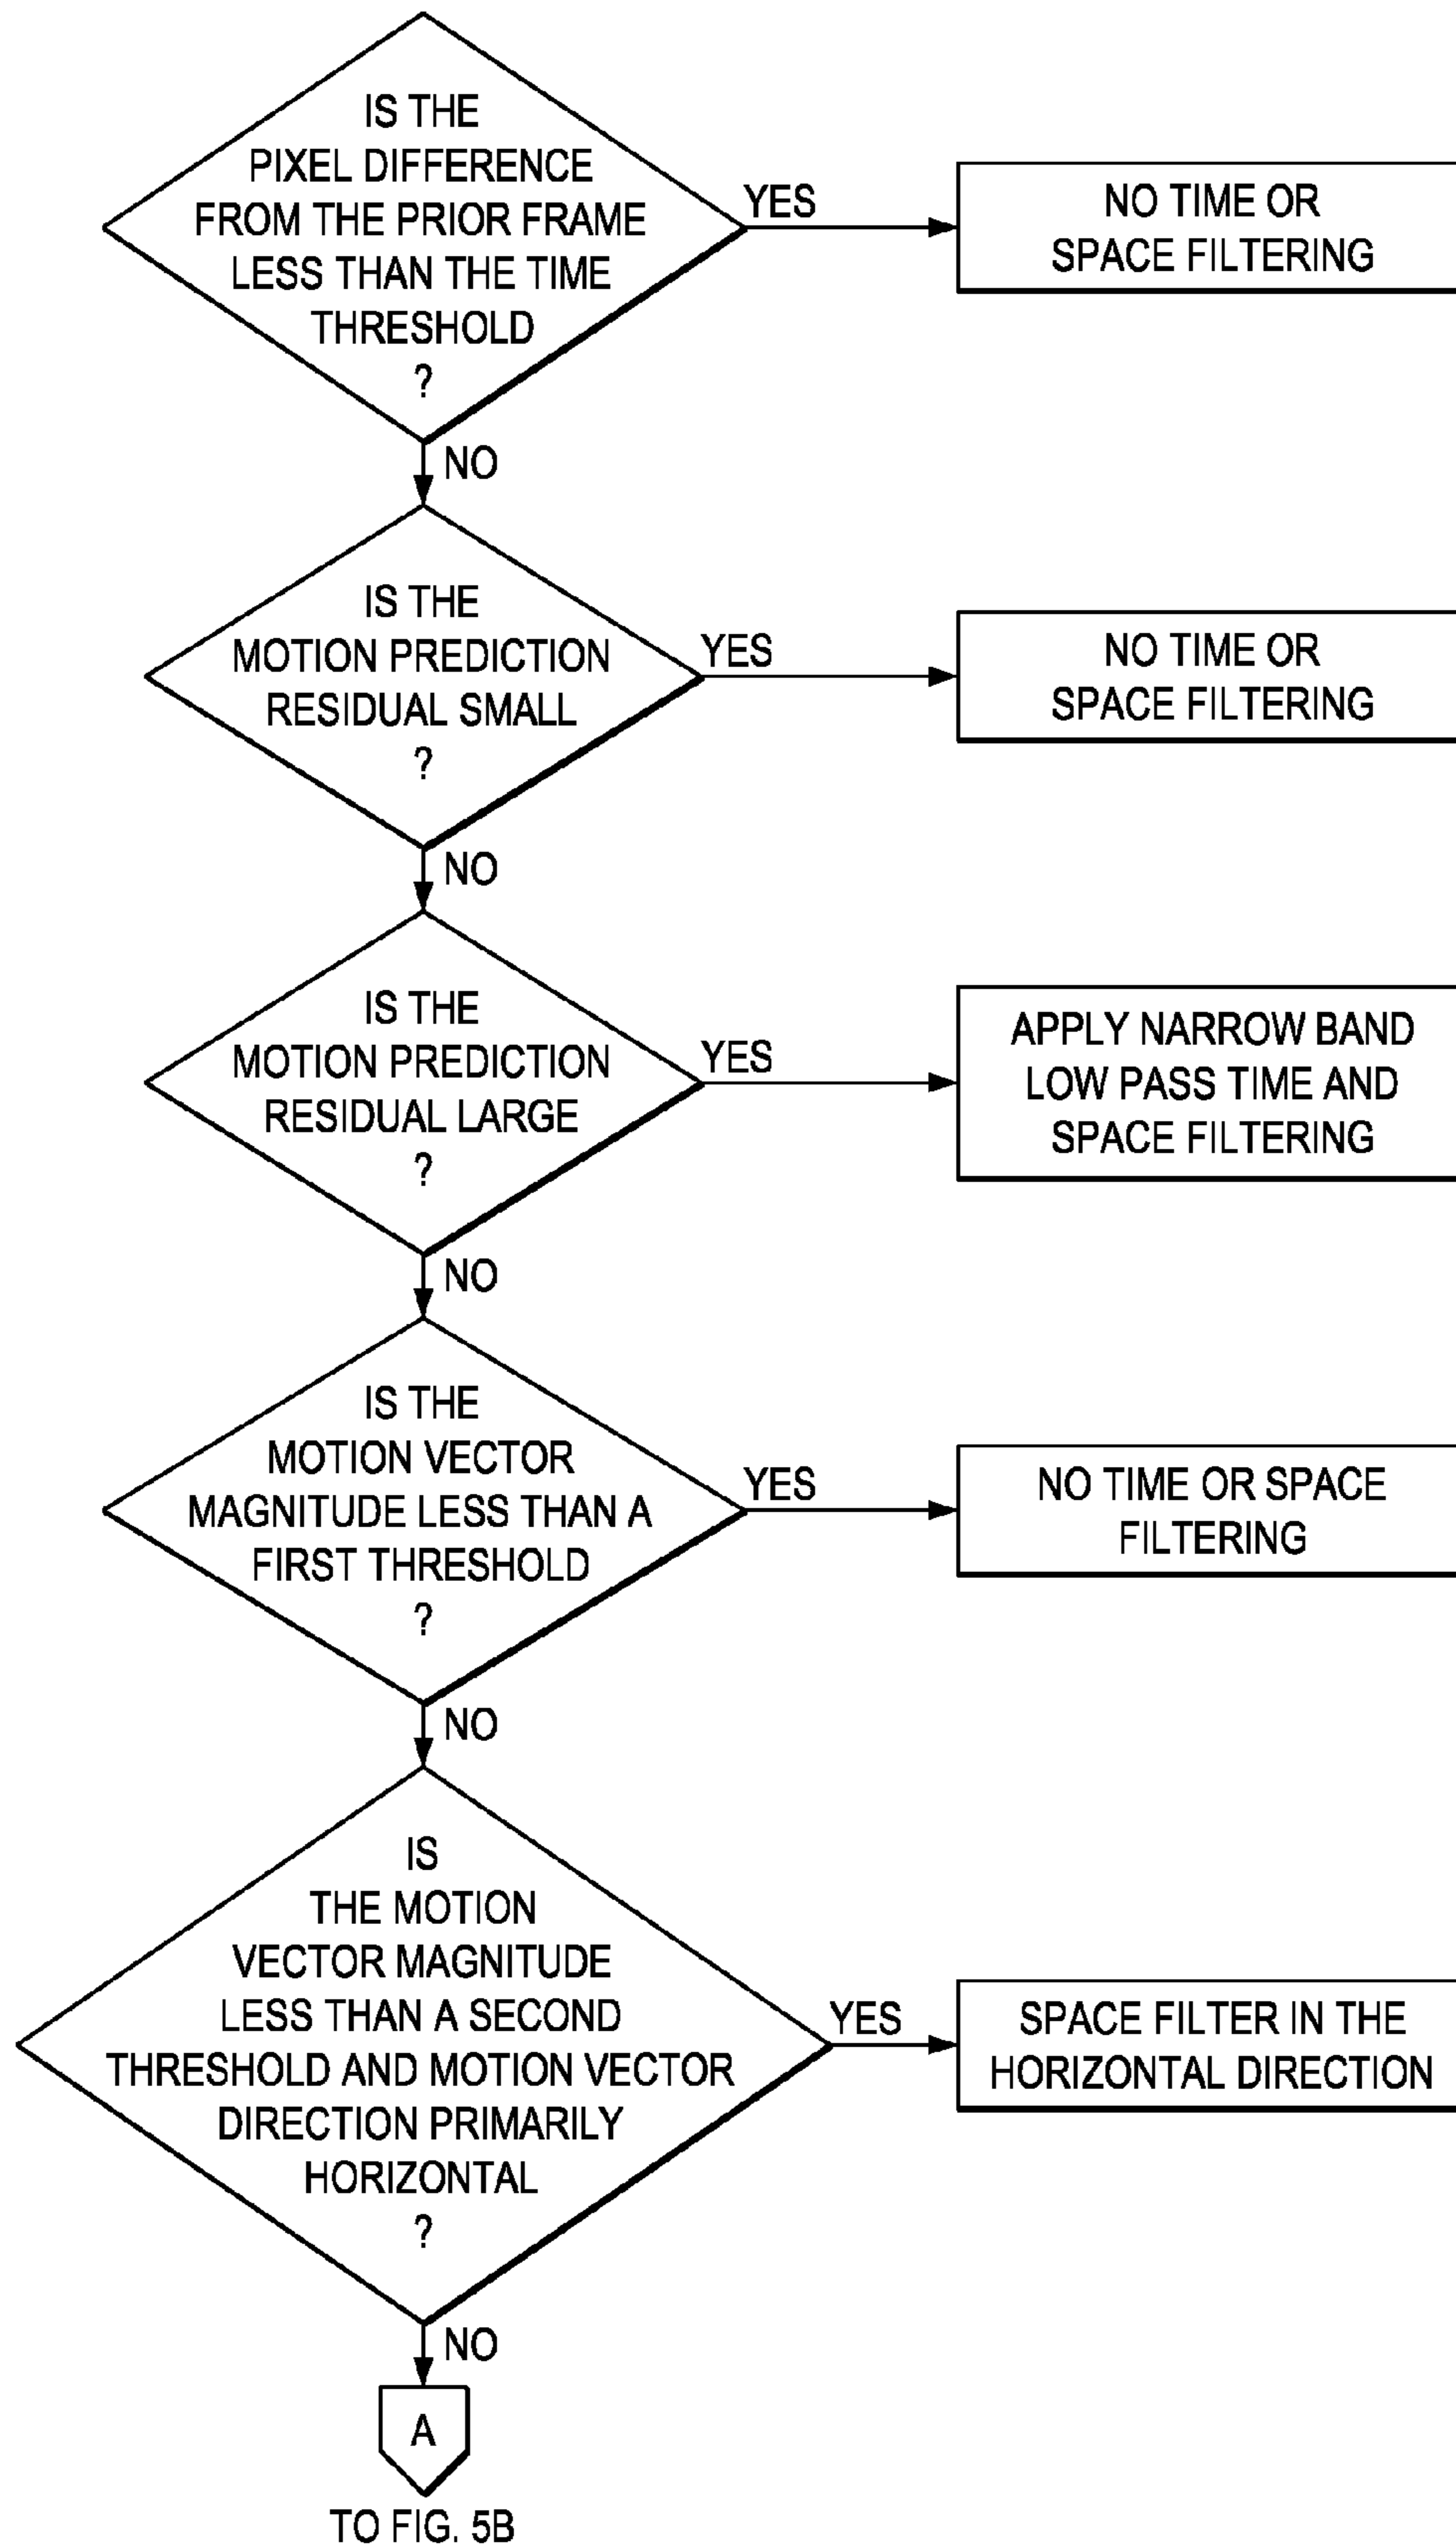 IS THE
PIXEL DIFFERENCE
FROM THE PRIOR FRAME
LESS THAN THE TIME
THRESHOLD
?
YES
NO TIME OR
SPACE FILTERING
NO
IS THE
MOTION PREDICTION
RESIDUAL SMALL
?
YES
NO TIME OR
SPACE FILTERING
NO
IS THE
MOTION PREDICTION
RESIDUAL LARGE
?
YES
APPLY NARROW BAND
LOW PASS TIME AND
SPACE FILTERING
NO
IS THE
MOTION VECTOR
MAGNITUDE LESS THAN A
FIRST THRESHOLD
?
YES
NO TIME OR SPACE
FILTERING
NO
IS
THE MOTION
VECTOR MAGNITUDE
LESS THAN A SECOND
THRESHOLD AND MOTION VECTOR
DIRECTION PRIMARILY
HORIZONTAL
?
YES
SPACE FILTER IN THE
HORIZONTAL DIRECTION
NO
A
TO FIG. 5B